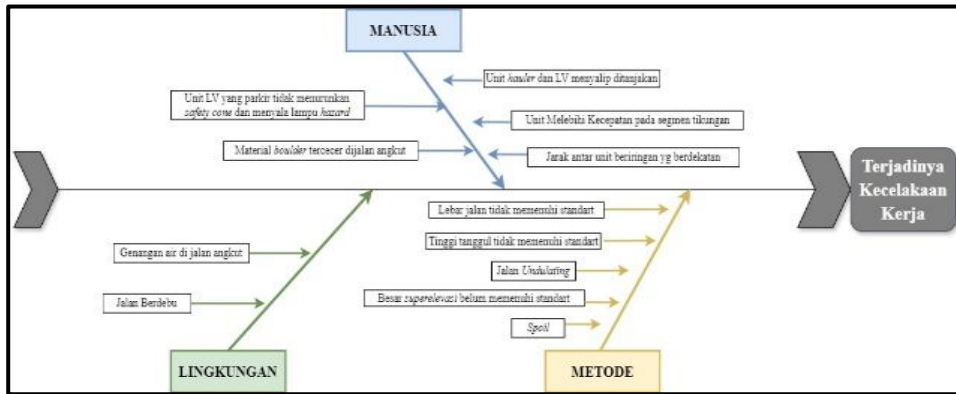 MANUSIA
Unit hauler dan LV menyalip ditanjakan
Unit LV yang parkir tidak menurunkan
safety cone dan menyala lampu hazard
Unit Melebihi Kecepatan pada segmen tikungan
Material boulder tercecer dijalan angkut
Jarak antar unit beriringan yg berdekatan
Terjadinya
Kecelakaan
Kerja
Lebar jalan tidak memenuhi standart
Tinggi tanggul tidak memenuhi standart
Genangan air di jalan angkut
Jalan Undulating
Jalan Berdebu
Besar superelevasi belum memenuhi standart
Spoil
LINGKUNGAN
METODE